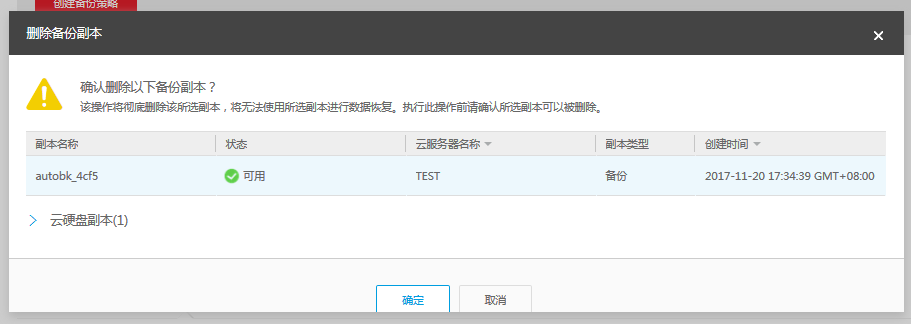 创建备份策略
删除备份副本
确认删除以下备份副本？
该操作将彻底删除该所选副本，将无法使用所选副本进行数据恢复。执行此操作前请确认所选副本可以被删除。
副本名称 状态 云服务器名称 副本类型 创建时间
autobk_4cf5 可用 TEST 备份 2017-11-20 17:34:39 GMT+08:00
云硬盘副本(1)
确定 取消